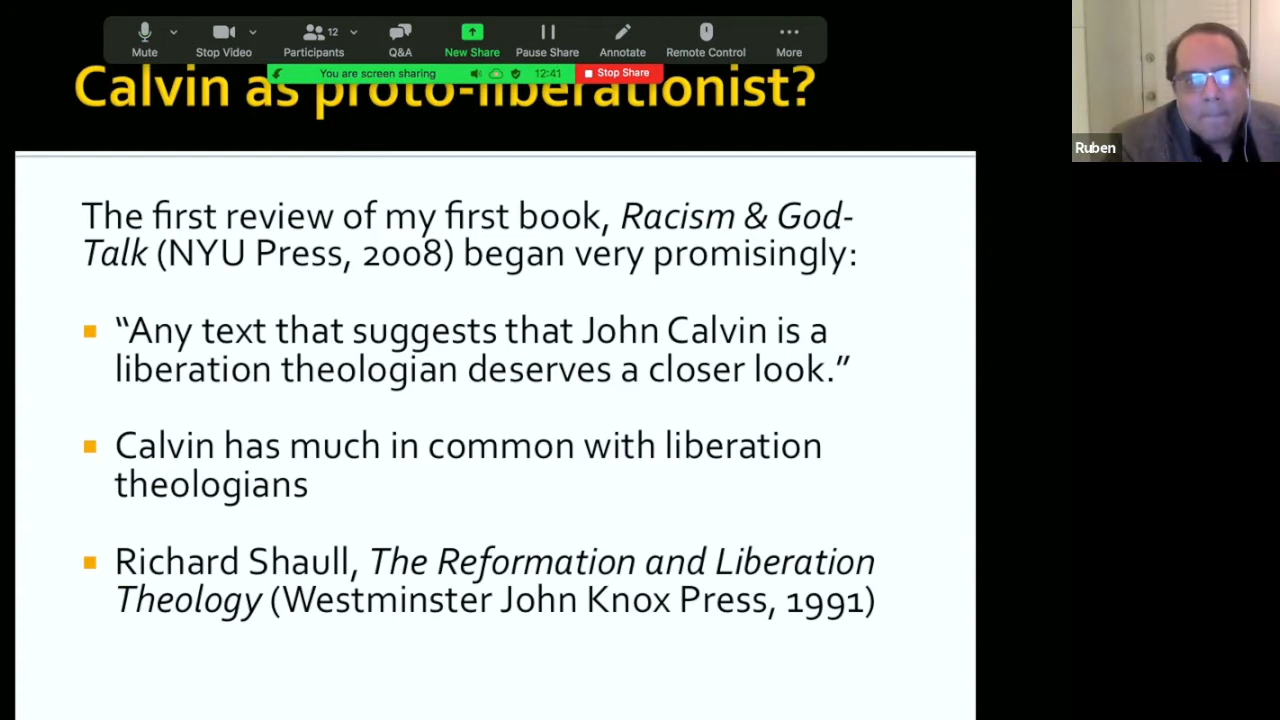 12
Mute
Stop Video
Participants
Q&A
New Share
Pause Share
Annotate
Remote Control
More
You are screen sharing
12:41
Stop Share
Calvin as proto-liberationist?
Ruben
The first review of my first book, Racism & God-
Talk (NYU Press, 2008) began very promisingly:
“Any text that suggests that John Calvin is a
liberation theologian deserves a closer look.”
Calvin has much in common with liberation
theologians
Richard Shaull, The Reformation and Liberation
Theology (Westminster John Knox Press, 1991)